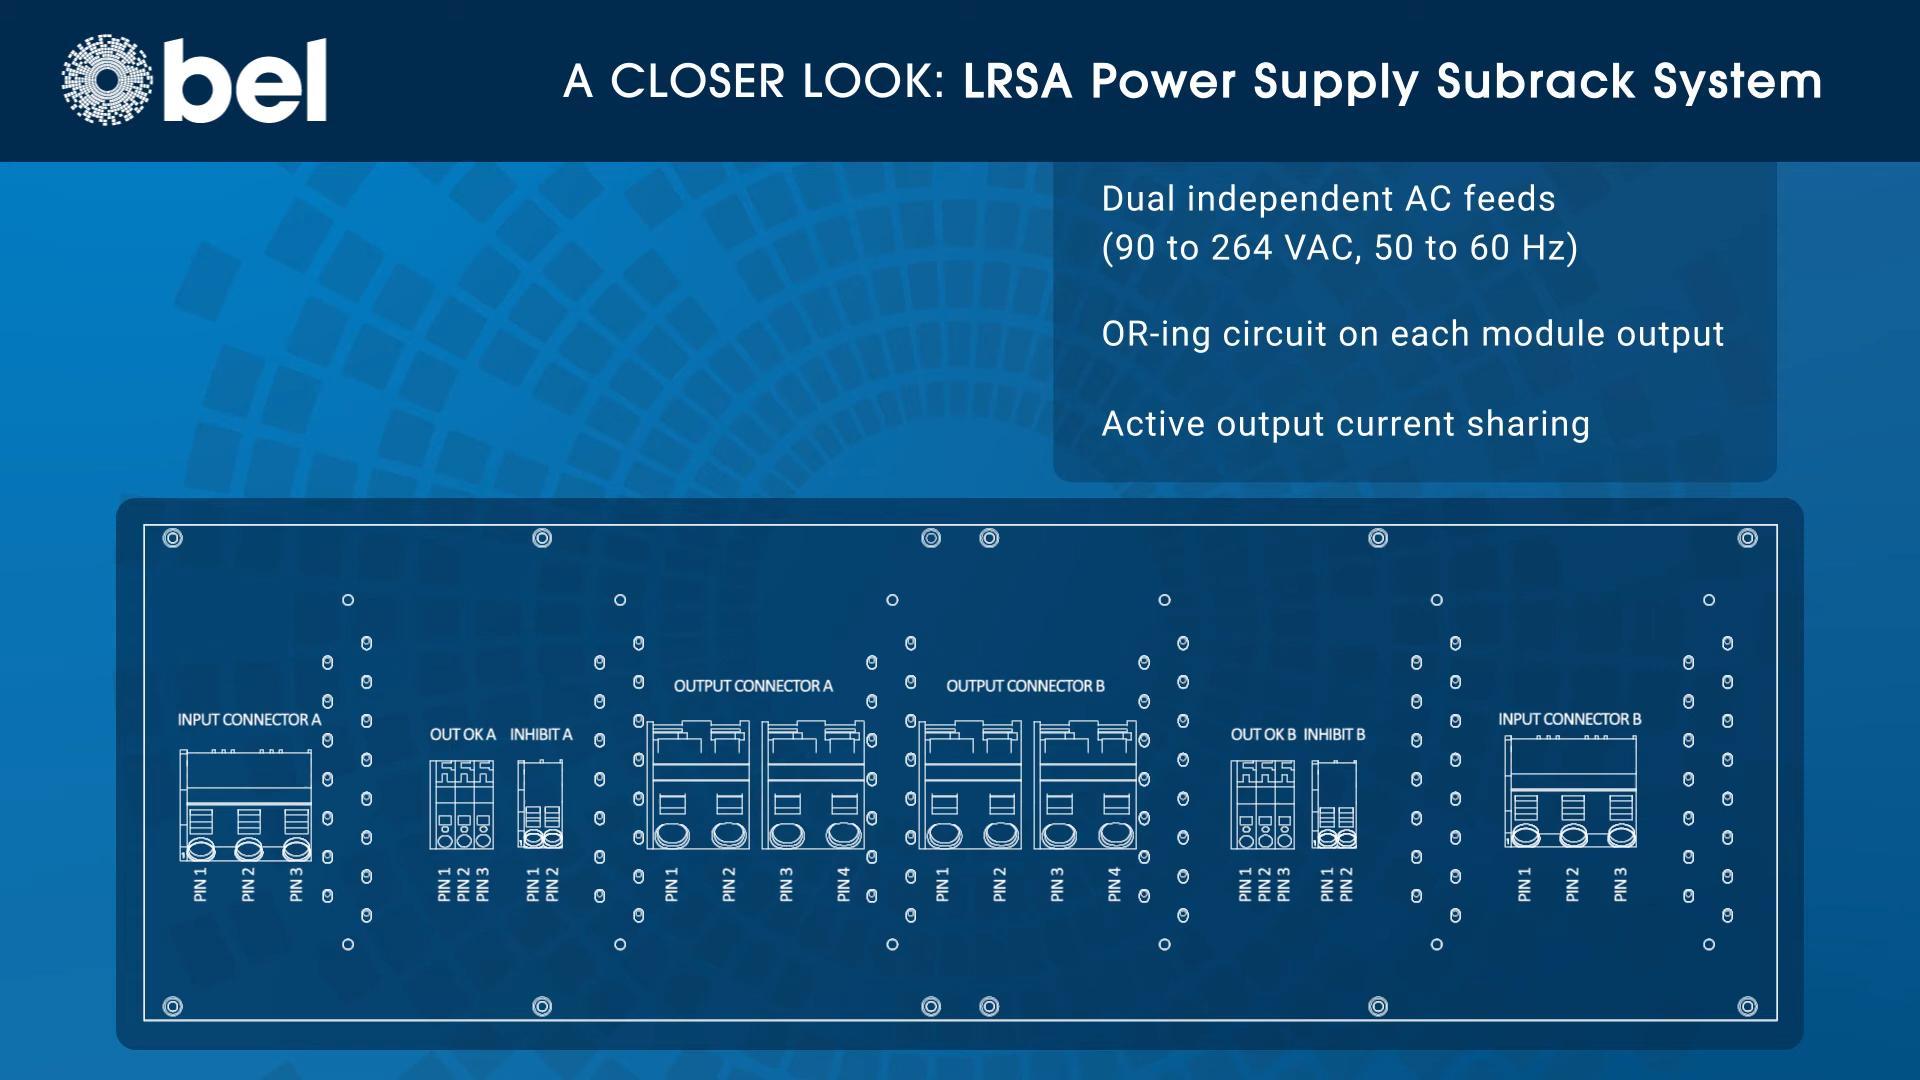 bel
A CLOSER LOOK: LRSA Power Supply Subrack System
Dual independent AC feeds
(90 to 264 VAC, 50 to 60 Hz)
OR-ing circuit on each module output
Active output current sharing
INPUT CONNECTOR A
PIN 1
PIN 2
PIN 3
OUT OK A
PIN 1
PIN 2
PIN 3
INHIBIT A
PIN 1
PIN 2
OUTPUT CONNECTOR A
PIN 1
PIN 2
PIN 3
PIN 4
OUTPUT CONNECTOR B
PIN 1
PIN 2
PIN 3
PIN 4
OUT OK B
PIN 1
PIN 2
PIN 3
INHIBIT B
PIN 1
PIN 2
INPUT CONNECTOR B
PIN 1
PIN 2
PIN 3